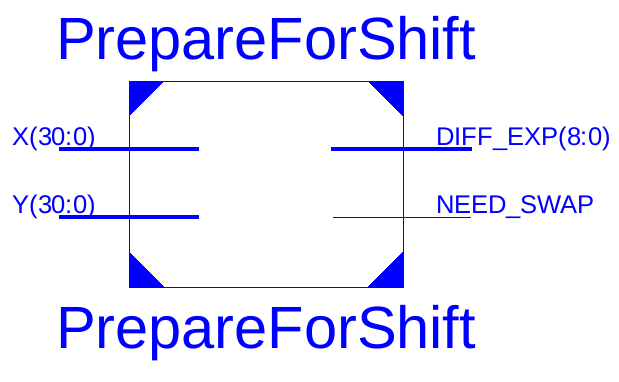 PrepareForShift
X(30:0)
DIFF_EXP(8:0)
Y(30:0)
NEED_SWAP
PrepareForShift